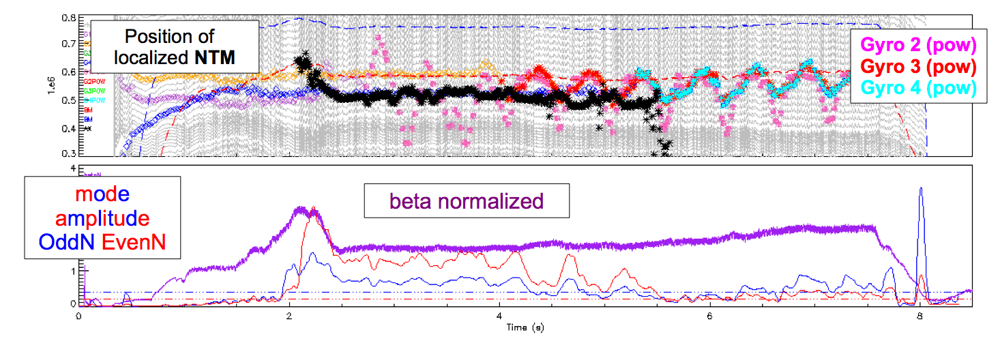 0.8
0.7
0.6
0.5
0.4
0.3
1.e6
G2POW
G3POW
G4POW
BM
BM
Position of
localized NTM
Gyro 2 (pow)
Gyro 3 (pow)
Gyro 4 (pow)
4
betaN
1
0
mode
amplitude
OddN EvenN
beta normalized
0 2 4 6 8
Time (s)